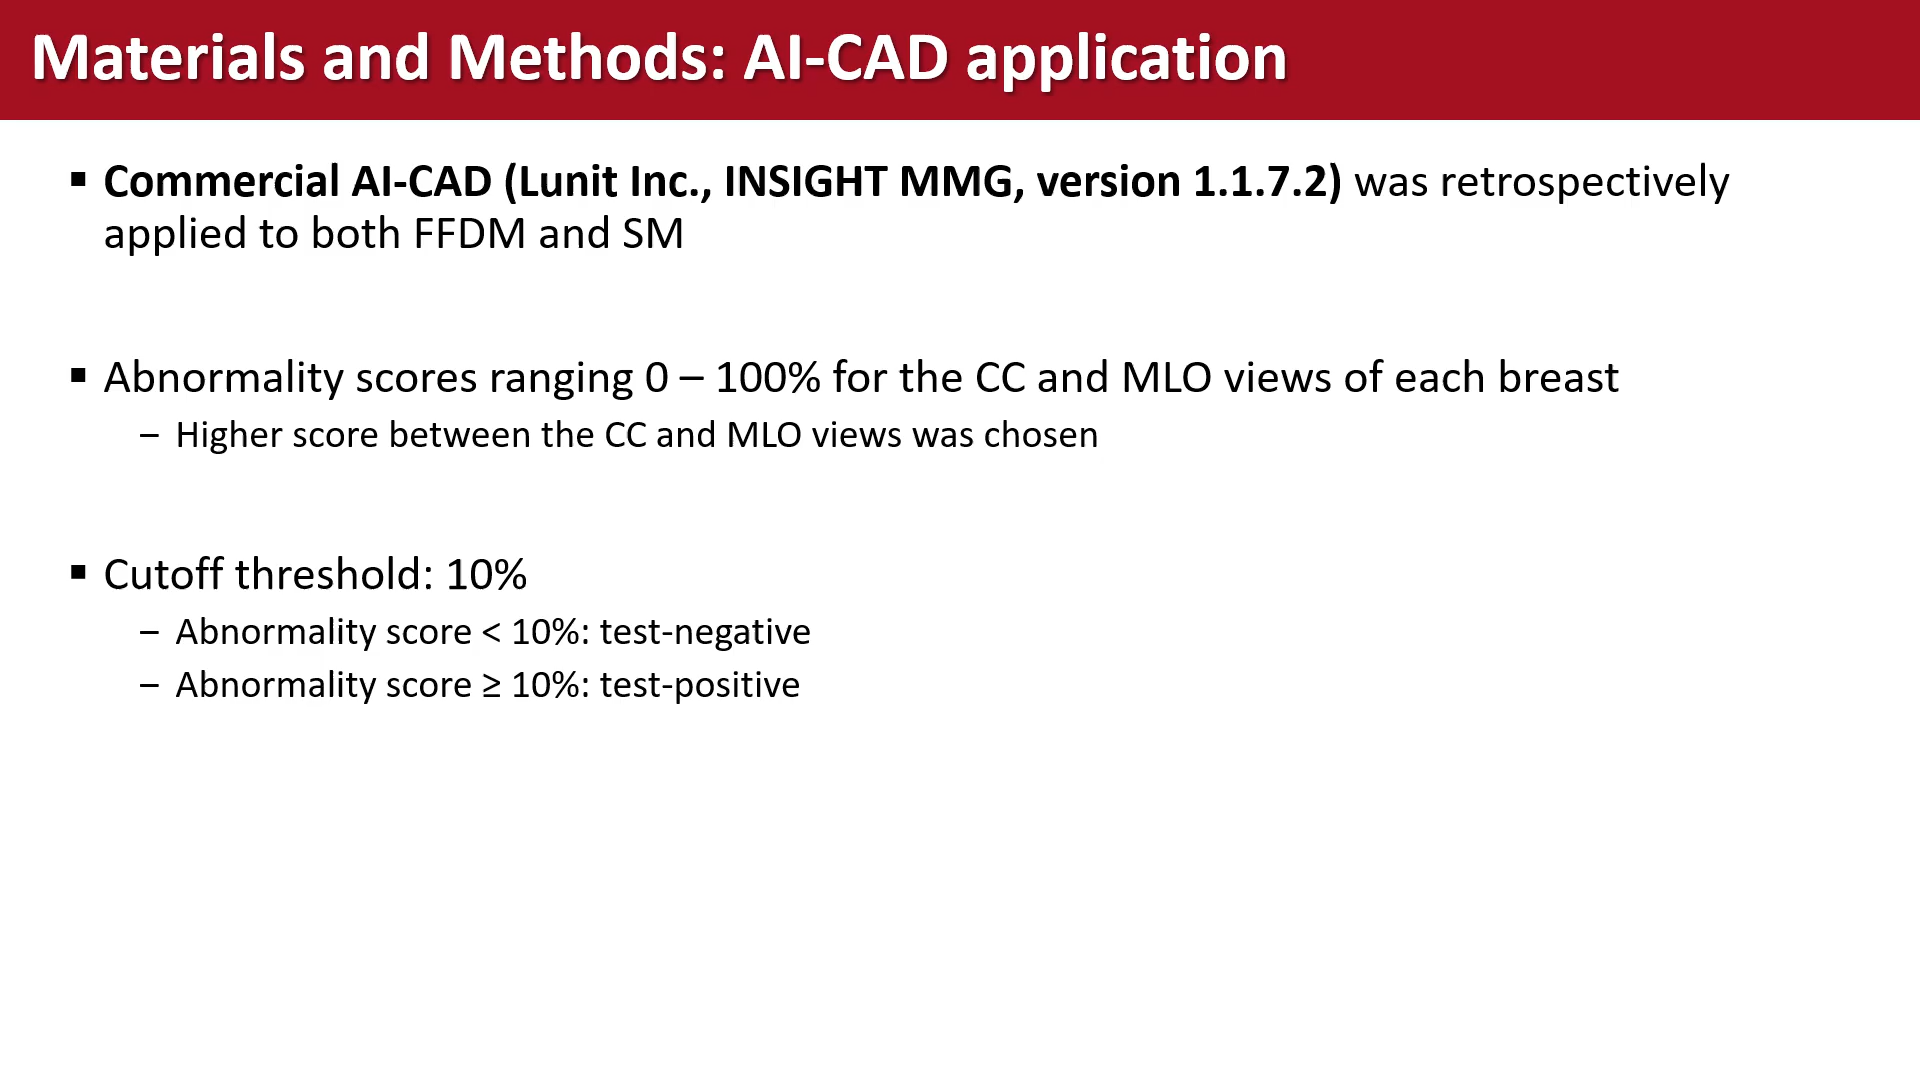 Materials and Methods: AI-CAD application
▪ Commercial AI-CAD (Lunit Inc., INSIGHT MMG, version 1.1.7.2) was retrospectively
applied to both FFDM and SM
▪ Abnormality scores ranging 0 – 100% for the CC and MLO views of each breast
– Higher score between the CC and MLO views was chosen
▪ Cutoff threshold: 10%
– Abnormality score < 10%: test-negative
– Abnormality score ≥ 10%: test-positive